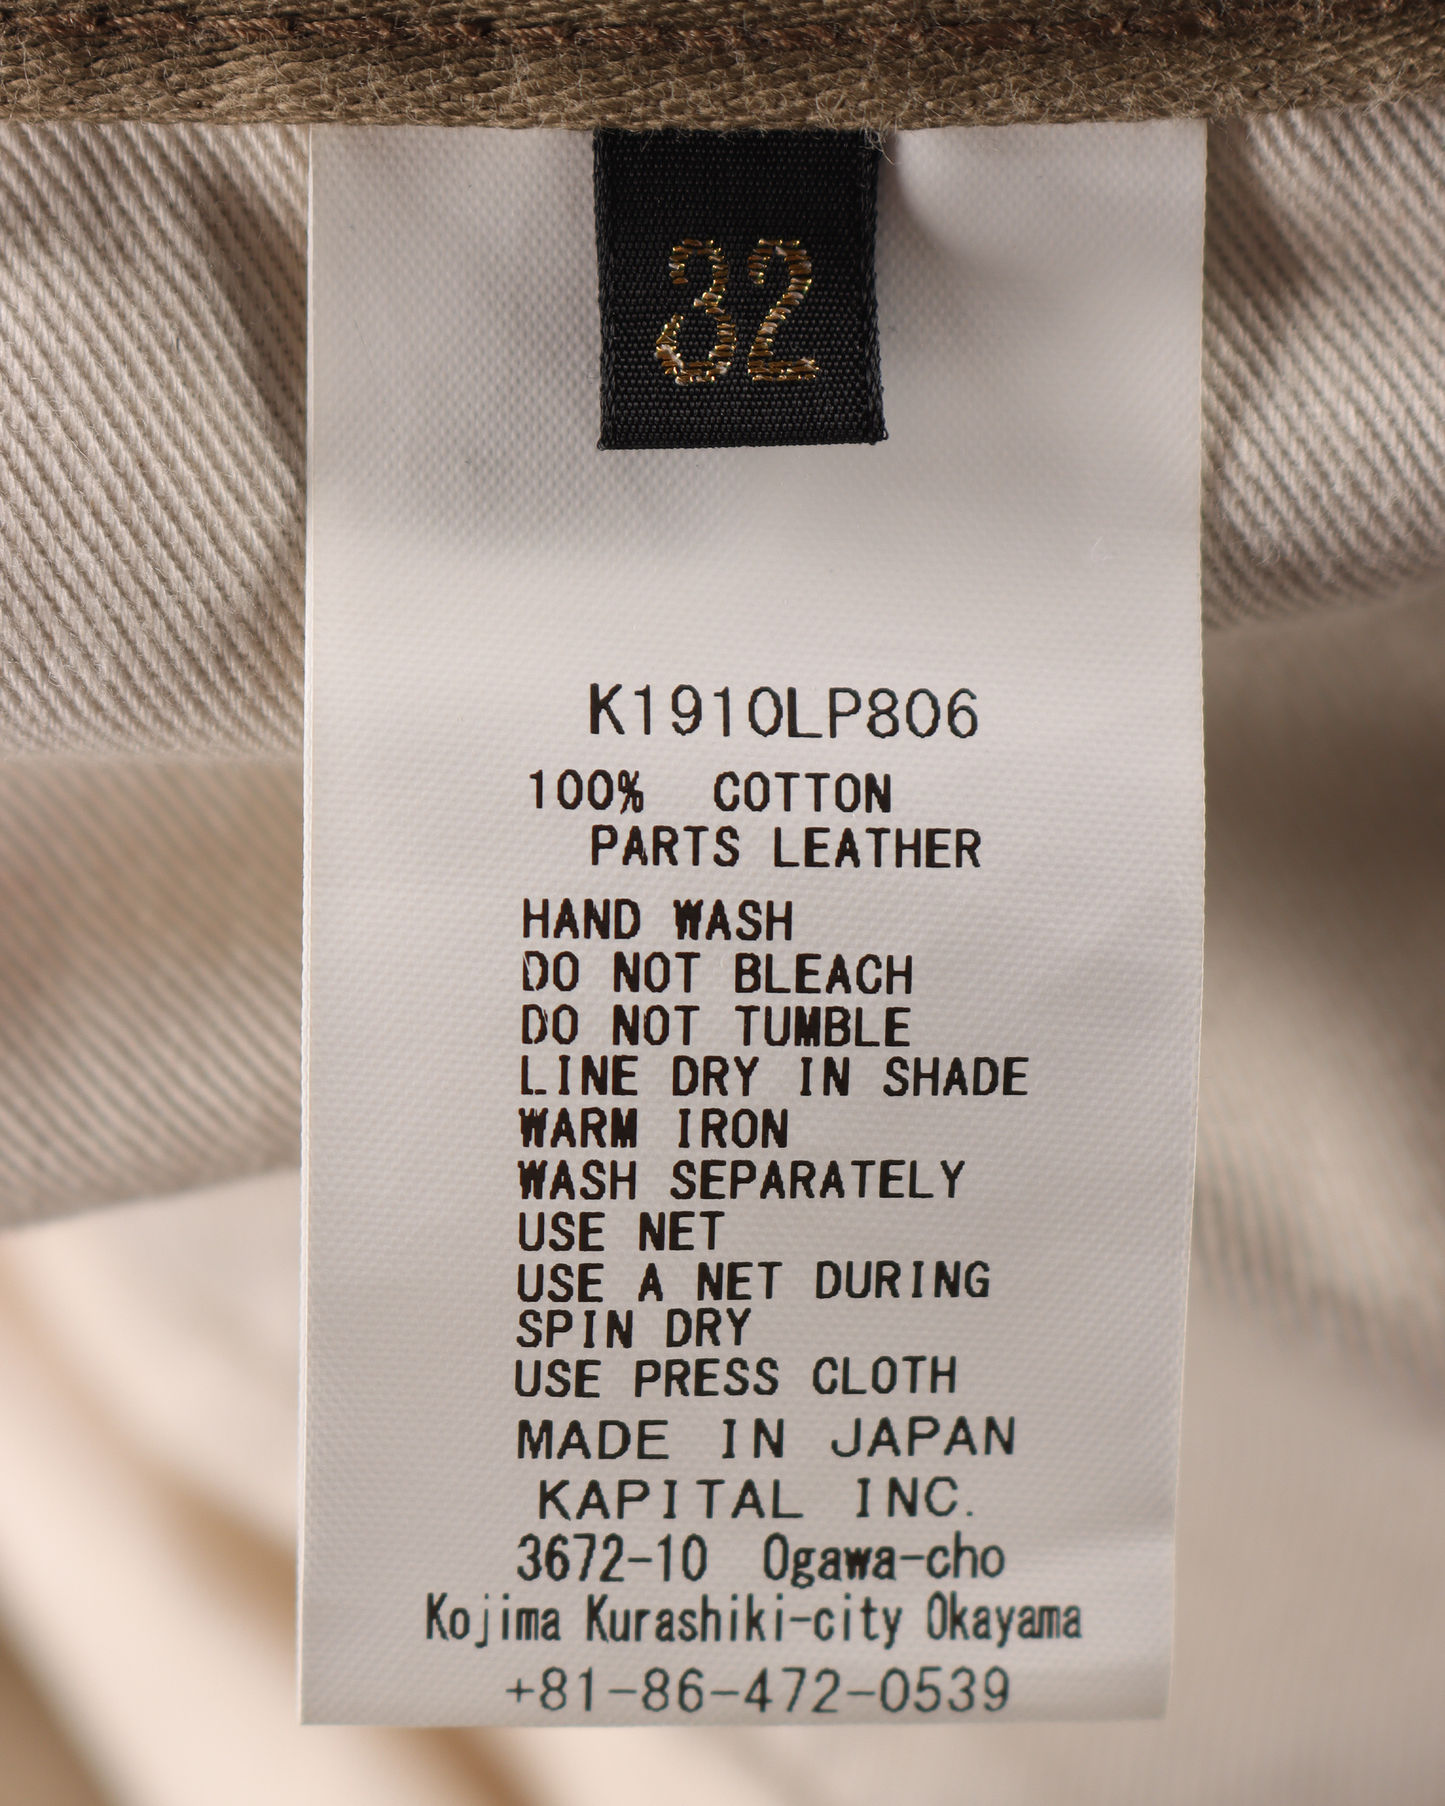 32
K1910LP806
100% COTTON
PARTS LEATHER
HAND WASH
DO NOT BLEACH
DO NOT TUMBLE
LINE DRY IN SHADE
WARM IRON
WASH SEPARATELY
USE NET
USE A NET DURING
SPIN DRY
USE PRESS CLOTH
MADE IN JAPAN
KAPITAL INC.
3672-10 Ogawa-cho
Kojima Kurashiki-city Okayama
+81-86-472-0539